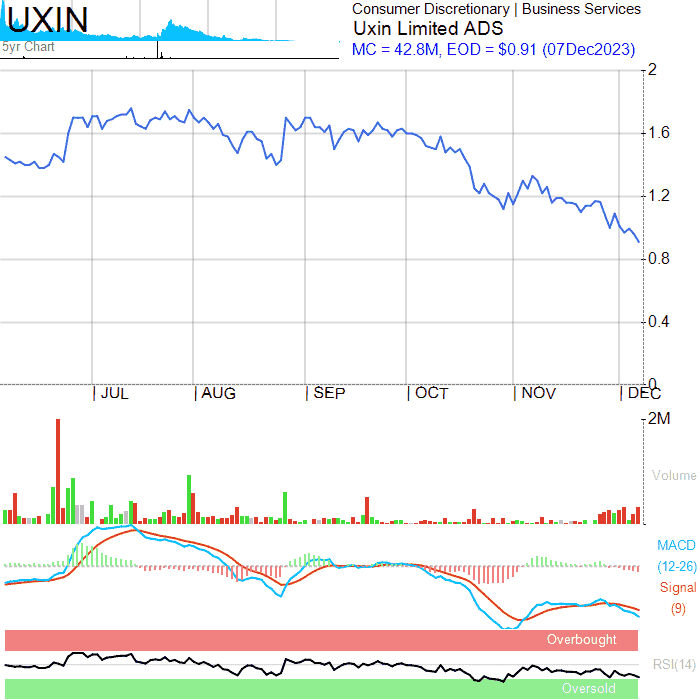 UXIN
5yr Chart
Consumer Discretionary | Business Services
Uxin Limited ADS
MC = 42.8M, EOD = $0.91 (07Dec2023)
2
1.6
1.2
0.8
0.4
0
JUL AUG SEP OCT NOV DEC
2M
Volume
MACD
(12-26)
Signal
(9)
Overbought
RSI(14)
Oversold